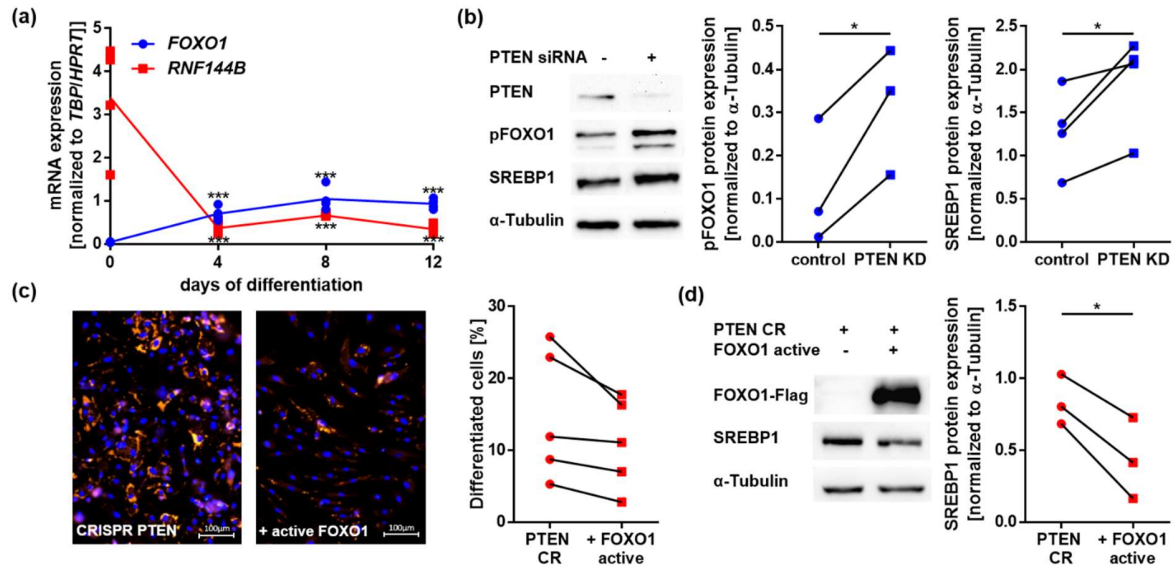 (a)
mRNA expression
[normalized to TBP/HPRT]
5
4
3
2
1
0
FOXO1
RNF144B
***
***
***
***
***
***
0
4
8
12
days of differentiation
(b)
PTEN siRNA - +
PTEN
pFOXO1
SREBP1
α-Tubulin
pFOXO1 protein expression
[normalized to α-Tubulin]
0.6
0.4
0.2
0.0
*
control PTEN KD
SREBP1 protein expression
[normalized to α-Tubulin]
2.5
2.0
1.5
1.0
0.5
0.0
*
control PTEN KD
(c)
CRISPR PTEN
100µm
+ active FOXO1
100µm
Differentiated cells [%]
30
20
10
0
PTEN
CR
+ FOXO1
active
(d)
PTEN CR + +
FOXO1 active - +
FOXO1-Flag
SREBP1
α-Tubulin
SREBP1 protein expression
[normalized to α-Tubulin]
1.5
1.0
0.5
0.0
*
PTEN
CR
+ FOXO1
active